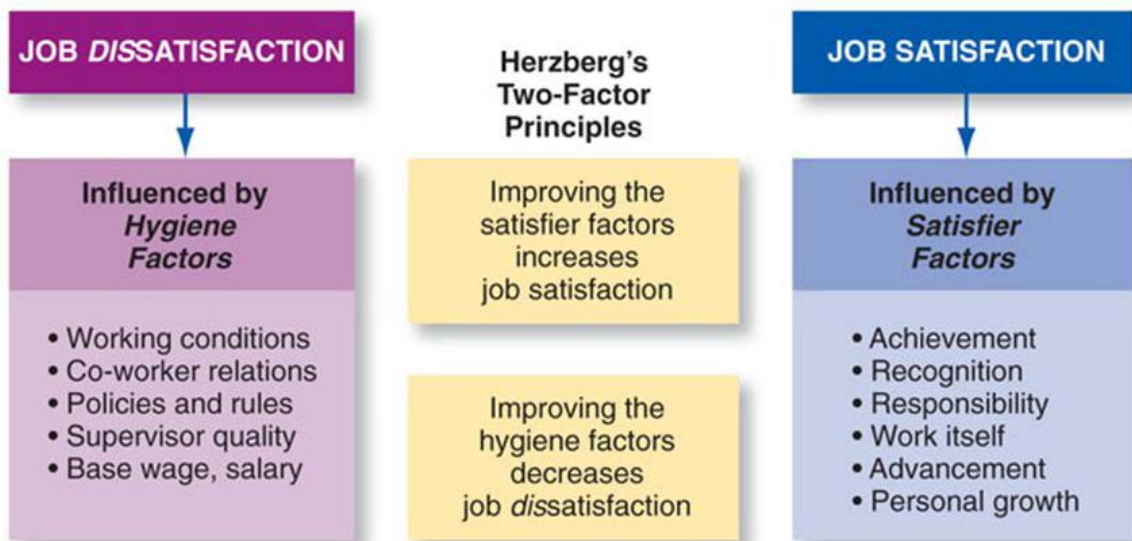 JOB DISSATISFACTION
Influenced by
Hygiene
Factors
• Working conditions
• Co-worker relations
• Policies and rules
• Supervisor quality
• Base wage, salary
Herzberg's
Two-Factor
Principles
Improving the
satisfier factors
increases
job satisfaction
Improving the
hygiene factors
decreases
job dissatisfaction
JOB SATISFACTION
Influenced by
Satisfier
Factors
• Achievement
• Recognition
• Responsibility
• Work itself
• Advancement
• Personal growth